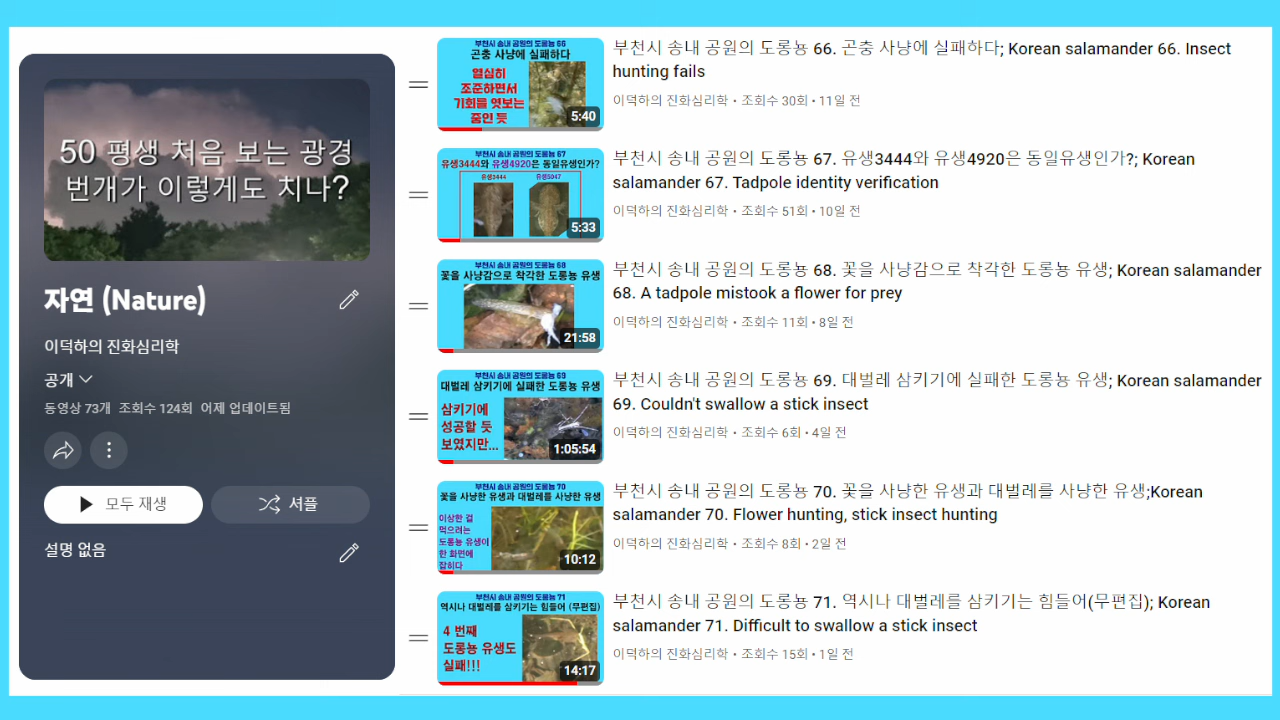 50 평생 처음 보는 광경
번개가 이렇게도 치나?
자연 (Nature)
이덕하의 진화심리학
공개
동영상 73개 조회수 124회 어제 업데이트됨
모두 재생
셔플
설명 없음
부천시 송내 공원의 도롱뇽 66
곤충 사냥에 실패하다
열심히
조준하면서
기회를 엿보는
중인 듯
5:40
부천시 송내 공원의 도롱뇽 66. 곤충 사냥에 실패하다; Korean salamander 66. Insect
hunting fails
이덕하의 진화심리학 • 조회수 30회 • 11일 전
부천시 송내 공원의 도롱뇽 67
유생3444와 유생4920은 동일유생인가?
유생3444
유생5047
5:33
부천시 송내 공원의 도롱뇽 67. 유생3444와 유생4920은 동일유생인가?; Korean
salamander 67. Tadpole identity verification
이덕하의 진화심리학 • 조회수 51회 • 10일 전
부천시 송내 공원의 도롱뇽 68
꽃을 사냥감으로 착각한 도롱뇽 유생
21:58
부천시 송내 공원의 도롱뇽 68. 꽃을 사냥감으로 착각한 도롱뇽 유생; Korean salamander
68. A tadpole mistook a flower for prey
이덕하의 진화심리학 • 조회수 11회 • 8일 전
부천시 송내 공원의 도롱뇽 69
대벌레 삼키기에 실패한 도롱뇽 유생
삼키기에
성공할 듯
보였지만...
1:05:54
부천시 송내 공원의 도롱뇽 69. 대벌레 삼키기에 실패한 도롱뇽 유생; Korean salamander
69. Couldn't swallow a stick insect
이덕하의 진화심리학 • 조회수 6회 • 4일 전
부천시 송내 공원의 도롱뇽 70
꽃을 사냥한 유생과 대벌레를 사냥한 유생
이상한 걸
먹으려는
도롱뇽 유생이
한 화면에
잡히다
10:12
부천시 송내 공원의 도롱뇽 70. 꽃을 사냥한 유생과 대벌레를 사냥한 유생;Korean
salamander 70. Flower hunting, stick insect hunting
이덕하의 진화심리학 • 조회수 8회 • 2일 전
부천시 송내 공원의 도롱뇽 71
역시나 대벌레를 삼키기는 힘들어 (무편집)
4 번째
도롱뇽 유생도
실패!!!
14:17
부천시 송내 공원의 도롱뇽 71. 역시나 대벌레를 삼키기는 힘들어(무편집); Korean
salamander 71. Difficult to swallow a stick insect
이덕하의 진화심리학 • 조회수 15회 • 1일 전